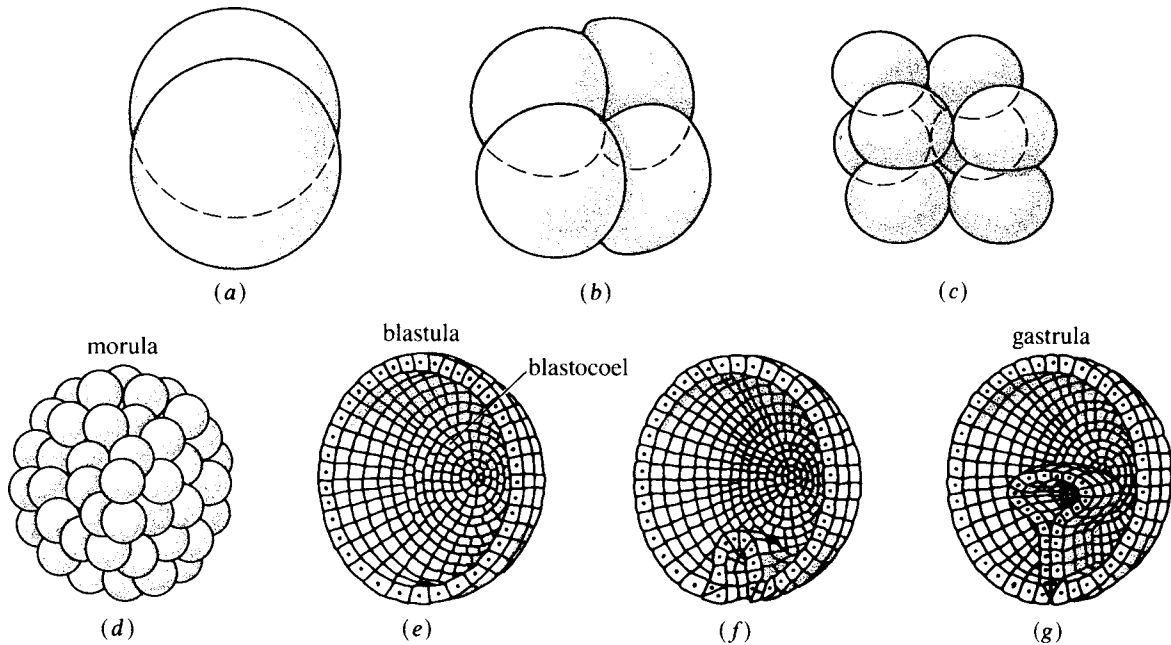 (a)
(b)
(c)
morula
blastula
blastocoel
gastrula
(d)
(e)
(f)
(g)